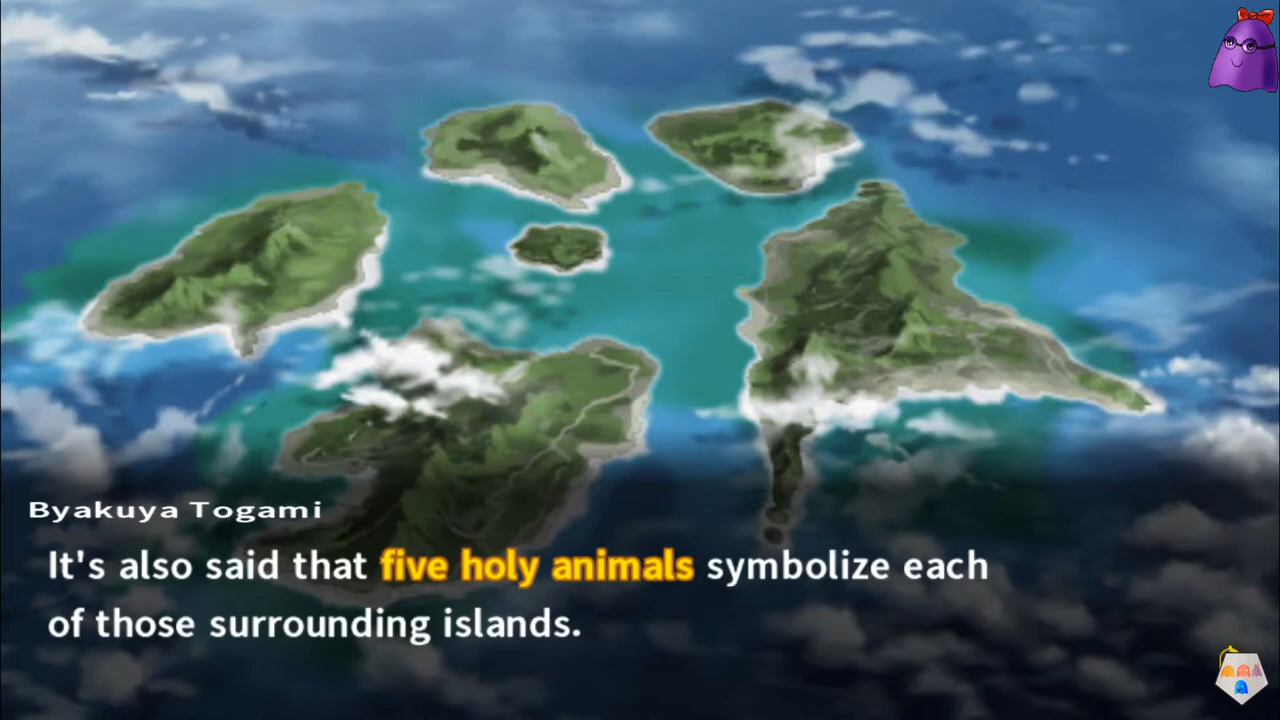 Byakuya Togami
It's also said that five holy animals symbolize each
of those surrounding islands.